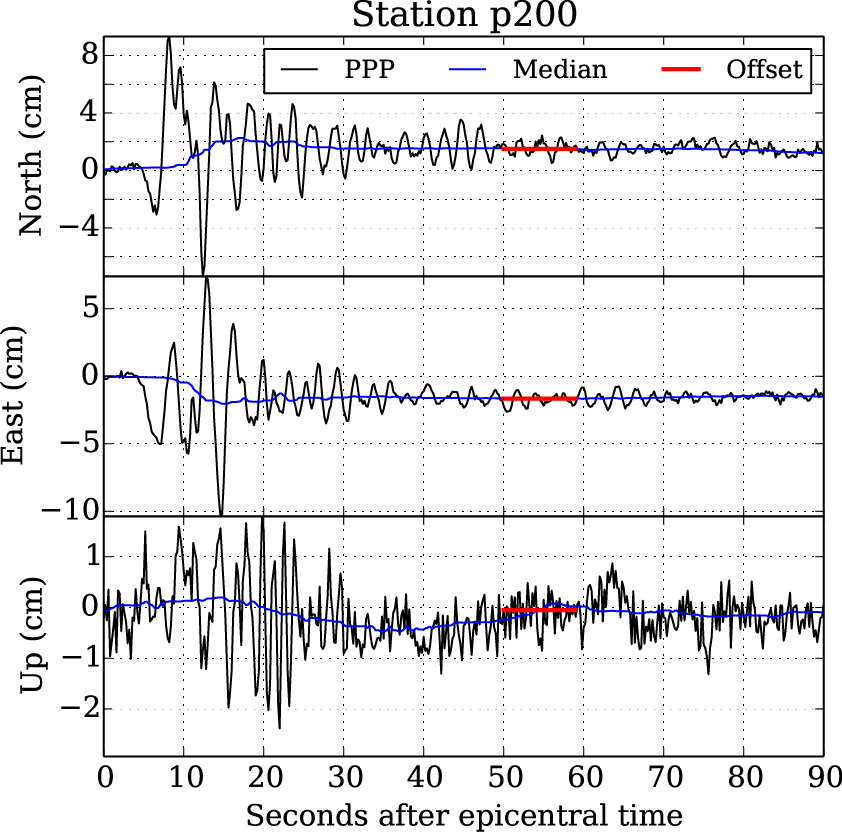 Station p200
PPP Median Offset
North (cm)
8
4
0
−4
East (cm)
5
0
−5
−10
Up (cm)
1
0
−1
−2
0 10 20 30 40 50 60 70 80 90
Seconds after epicentral time